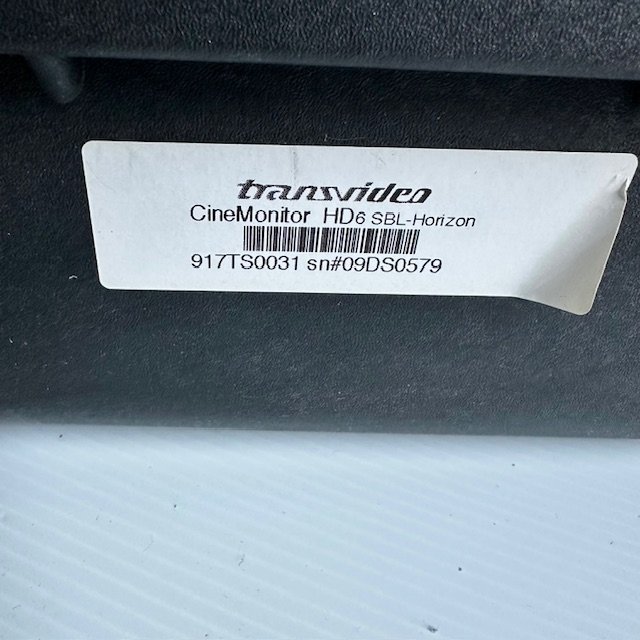 transvideo
CineMonitor HD6 SBL-Horizon
917TS0031 sn#09DS0579